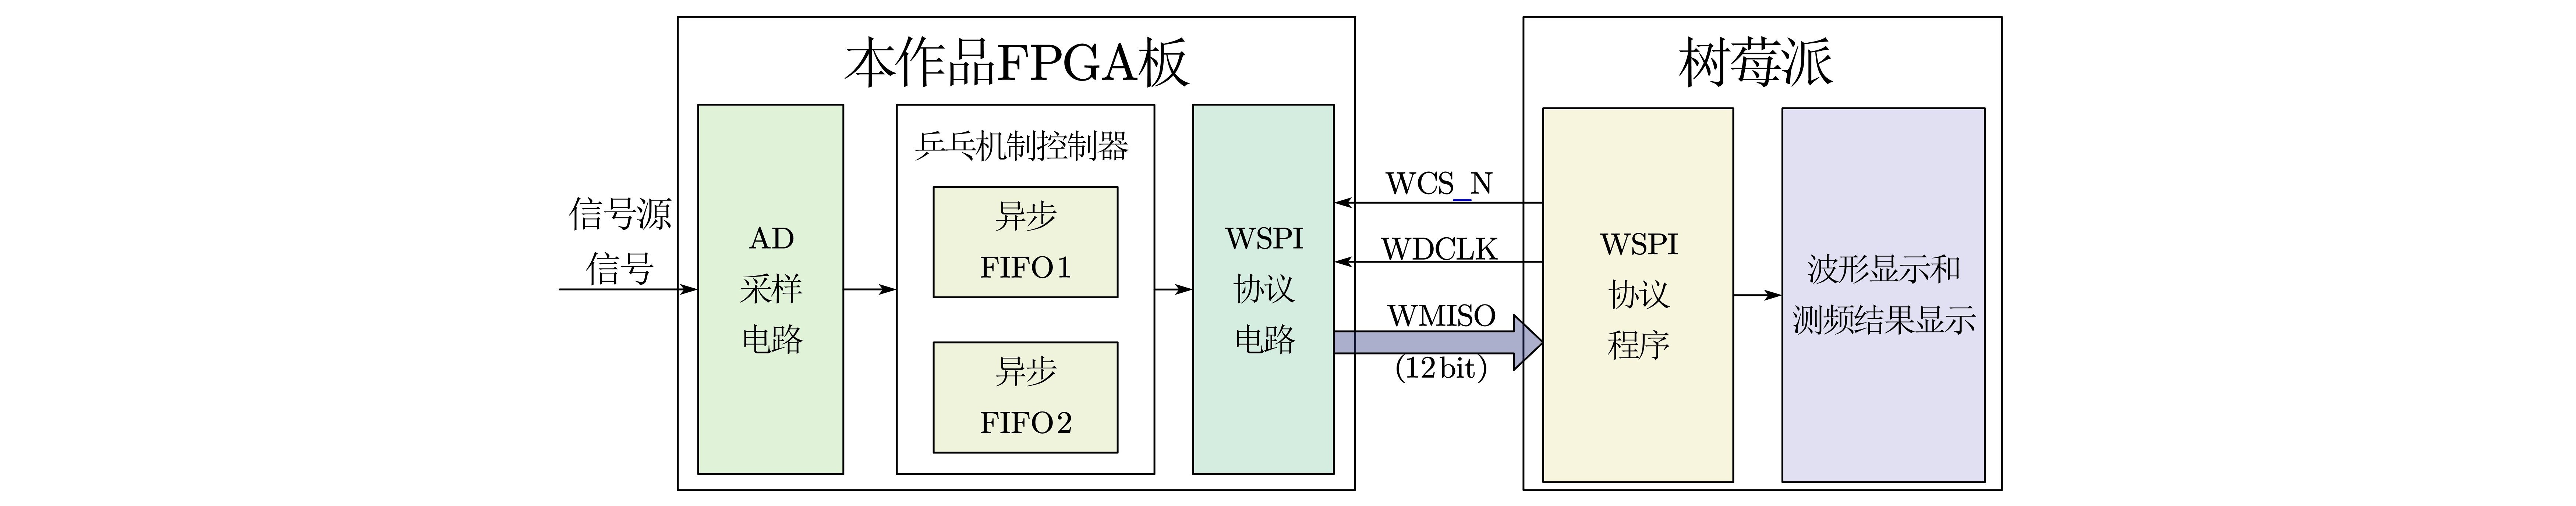 本作品FPGA板
树莓派
信号源
信号
AD
采样
电路
乒乓机制控制器
异步
FIFO1
异步
FIFO2
WSPI
协议
电路
WCS_N
WDCLK
WMISO
(12bit)
WSPI
协议
程序
波形显示和
测频结果显示